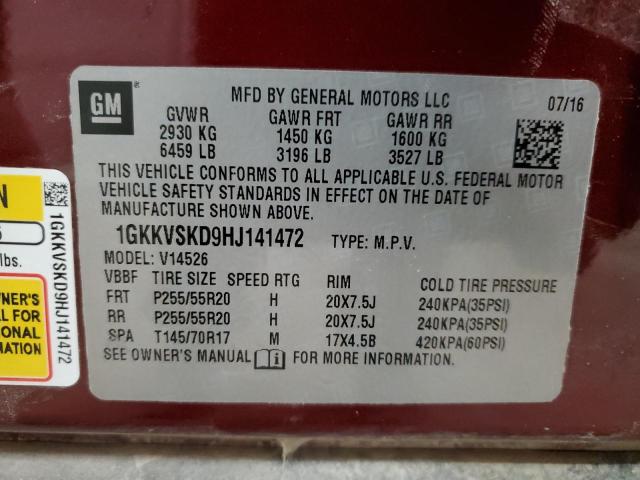 GM
MFD BY GENERAL MOTORS LLC 07/16
GVWR GAWR FRT GAWR RR
2930 KG 1450 KG 1600 KG
6459 LB 3196 LB 3527 LB
THIS VEHICLE CONFORMS TO ALL APPLICABLE U.S. FEDERAL MOTOR
VEHICLE SAFETY STANDARDS IN EFFECT ON THE DATE OF
MANUFACTURE SHOWN ABOVE.
1GKKVSKD9HJ141472 TYPE: M.P.V.
MODEL: V14526
VBBF TIRE SIZE SPEED RTG RIM COLD TIRE PRESSURE
FRT P255/55R20 H 20X7.5J 240KPA(35PSI)
RR P255/55R20 H 20X7.5J 240KPA(35PSI)
SPA T145/70R17 M 17X4.5B 420KPA(60PSI)
SEE OWNER'S MANUAL FOR MORE INFORMATION.
N
lbs.
WNER'S
L FOR
IONAL
MATION
1GKKVSKD9HJ141472